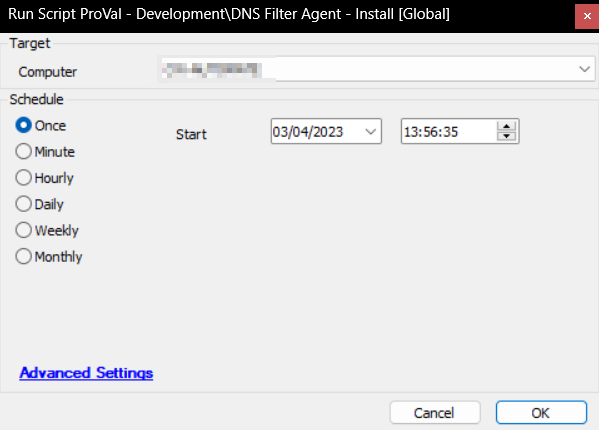 Run Script ProVal - Development\DNS Filter Agent - Install [Global]
Target
Computer
Schedule
Once
Start
03/04/2023
13:56:35
Minute
Hourly
Daily
Weekly
Monthly
Advanced Settings
Cancel
OK